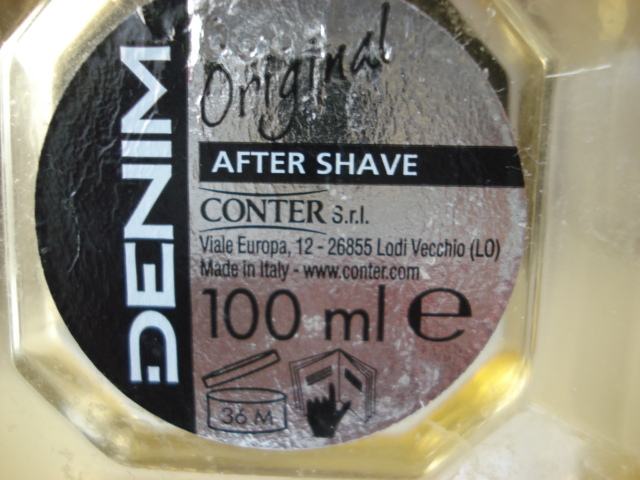 DENIM
Original
AFTER SHAVE
CONTER S.r.l.
Viale Europa, 12 - 26855 Lodi Vecchio (LO)
Made in Italy - www.conter.com
100 ml e
36 M